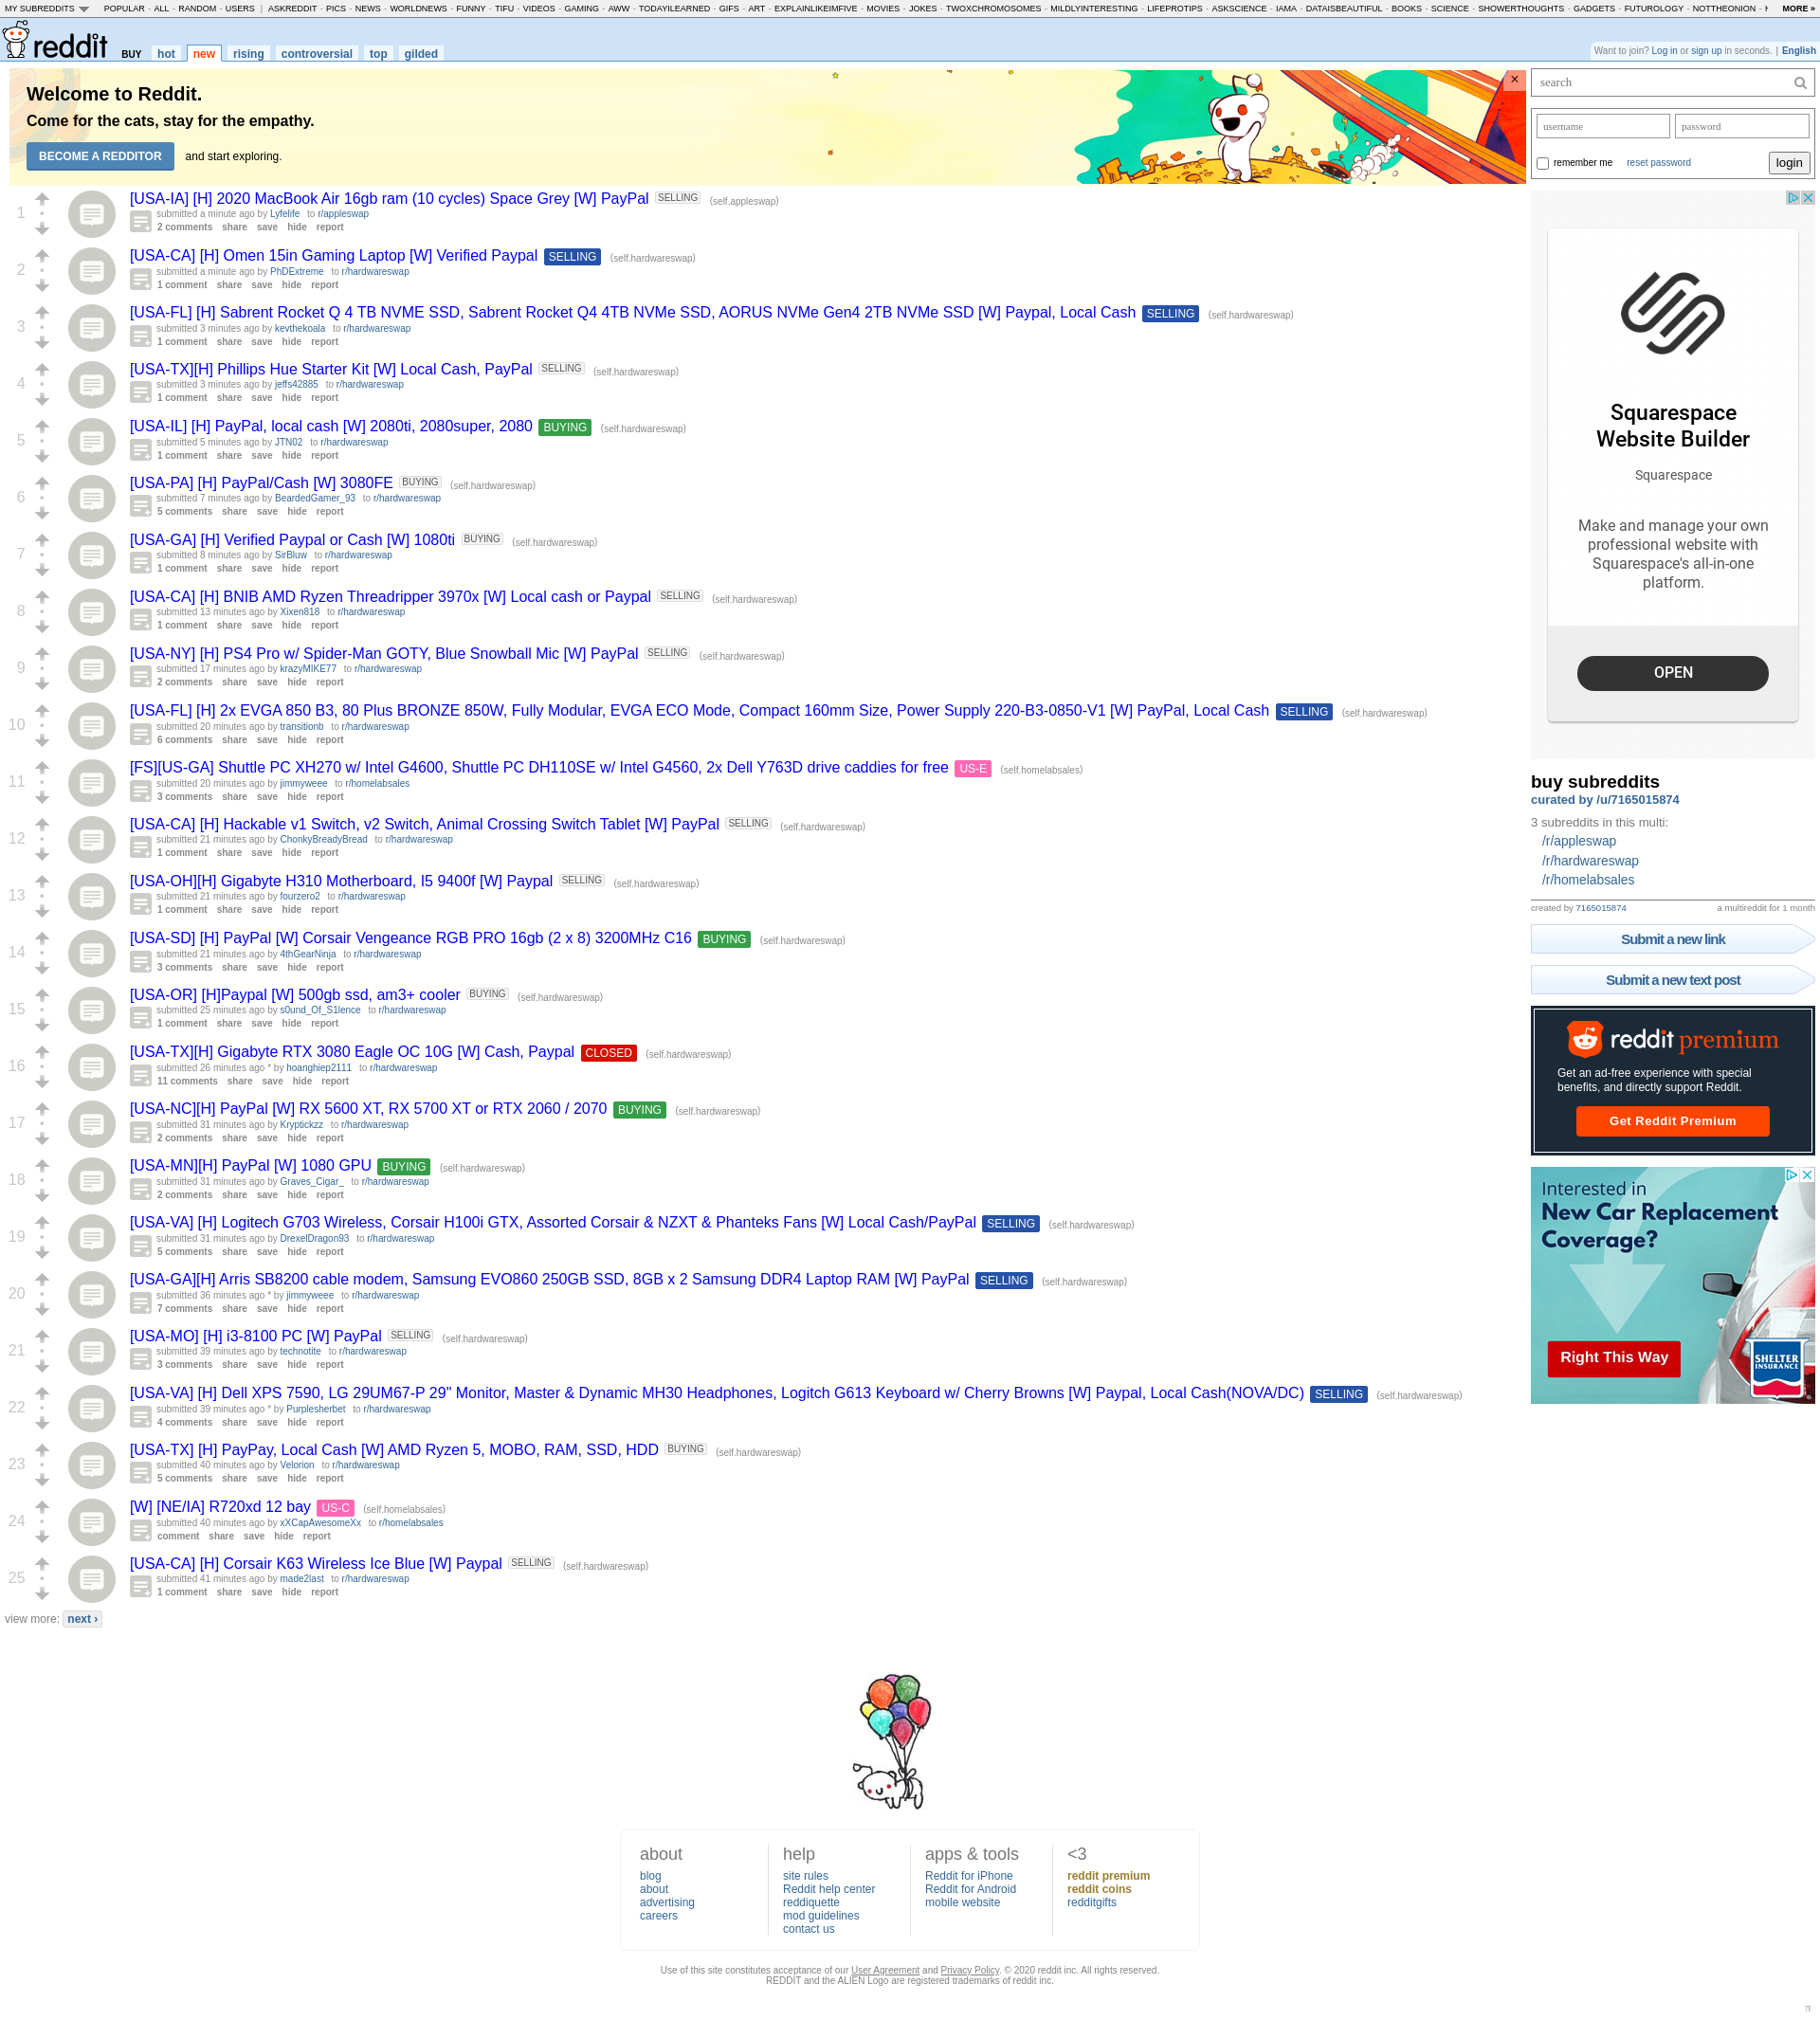 MY SUBREDDITS POPULAR - ALL - RANDOM - USERS | ASKREDDIT - PICS - NEWS - WORLDNEWS - FUNNY - TIFU - VIDEOS - GAMING - AWW - TODAYILEARNED - GIFS - ART - EXPLAINLIKEIMFIVE - MOVIES - JOKES - TWOXCHROMOSOMES - MILDLYINTERESTING - LIFEPROTIPS - ASKSCIENCE - IAMA - DATAISBEAUTIFUL - BOOKS - SCIENCE - SHOWERTHOUGHTS - GADGETS - FUTUROLOGY - NOTTHEONION - MORE »
reddit BUY hot new rising controversial top gilded
Want to join? Log in or sign up in seconds. | English
Welcome to Reddit.
Come for the cats, stay for the empathy.
BECOME A REDDITOR and start exploring.
×
1
[USA-IA] [H] 2020 MacBook Air 16gb ram (10 cycles) Space Grey [W] PayPal SELLING (self.appleswap)
submitted a minute ago by Lyfelife to r/appleswap
2 comments share save hide report
2
[USA-CA] [H] Omen 15in Gaming Laptop [W] Verified Paypal SELLING (self.hardwareswap)
submitted a minute ago by PhDExtreme to r/hardwareswap
1 comment share save hide report
3
[USA-FL] [H] Sabrent Rocket Q 4 TB NVME SSD, Sabrent Rocket Q4 4TB NVMe SSD, AORUS NVMe Gen4 2TB NVMe SSD [W] Paypal, Local Cash SELLING (self.hardwareswap)
submitted 3 minutes ago by kevthekoala to r/hardwareswap
1 comment share save hide report
4
[USA-TX][H] Phillips Hue Starter Kit [W] Local Cash, PayPal SELLING (self.hardwareswap)
submitted 3 minutes ago by jeffs42885 to r/hardwareswap
1 comment share save hide report
5
[USA-IL] [H] PayPal, local cash [W] 2080ti, 2080super, 2080 BUYING (self.hardwareswap)
submitted 5 minutes ago by JTN02 to r/hardwareswap
1 comment share save hide report
6
[USA-PA] [H] PayPal/Cash [W] 3080FE BUYING (self.hardwareswap)
submitted 7 minutes ago by BeardedGamer_93 to r/hardwareswap
5 comments share save hide report
7
[USA-GA] [H] Verified Paypal or Cash [W] 1080ti BUYING (self.hardwareswap)
submitted 8 minutes ago by SirBluw to r/hardwareswap
1 comment share save hide report
8
[USA-CA] [H] BNIB AMD Ryzen Threadripper 3970x [W] Local cash or Paypal SELLING (self.hardwareswap)
submitted 13 minutes ago by Xixen818 to r/hardwareswap
1 comment share save hide report
9
[USA-NY] [H] PS4 Pro w/ Spider-Man GOTY, Blue Snowball Mic [W] PayPal SELLING (self.hardwareswap)
submitted 17 minutes ago by krazyMIKE77 to r/hardwareswap
2 comments share save hide report
10
[USA-FL] [H] 2x EVGA 850 B3, 80 Plus BRONZE 850W, Fully Modular, EVGA ECO Mode, Compact 160mm Size, Power Supply 220-B3-0850-V1 [W] PayPal, Local Cash SELLING (self.hardwareswap)
submitted 20 minutes ago by transitionb to r/hardwareswap
6 comments share save hide report
11
[FS][US-GA] Shuttle PC XH270 w/ Intel G4600, Shuttle PC DH110SE w/ Intel G4560, 2x Dell Y763D drive caddies for free US-E (self.homelabsales)
submitted 20 minutes ago by jimmyweee to r/homelabsales
3 comments share save hide report
12
[USA-CA] [H] Hackable v1 Switch, v2 Switch, Animal Crossing Switch Tablet [W] PayPal SELLING (self.hardwareswap)
submitted 21 minutes ago by ChonkyBreadyBread to r/hardwareswap
1 comment share save hide report
13
[USA-OH][H] Gigabyte H310 Motherboard, I5 9400f [W] Paypal SELLING (self.hardwareswap)
submitted 21 minutes ago by fourzero2 to r/hardwareswap
1 comment share save hide report
14
[USA-SD] [H] PayPal [W] Corsair Vengeance RGB PRO 16gb (2 x 8) 3200MHz C16 BUYING (self.hardwareswap)
submitted 21 minutes ago by 4thGearNinja to r/hardwareswap
3 comments share save hide report
15
[USA-OR] [H]Paypal [W] 500gb ssd, am3+ cooler BUYING (self.hardwareswap)
submitted 25 minutes ago by s0und_Of_S1lence to r/hardwareswap
1 comment share save hide report
16
[USA-TX][H] Gigabyte RTX 3080 Eagle OC 10G [W] Cash, Paypal CLOSED (self.hardwareswap)
submitted 26 minutes ago * by hoanghiep2111 to r/hardwareswap
11 comments share save hide report
17
[USA-NC][H] PayPal [W] RX 5600 XT, RX 5700 XT or RTX 2060 / 2070 BUYING (self.hardwareswap)
submitted 31 minutes ago by Kryptickzz to r/hardwareswap
2 comments share save hide report
18
[USA-MN][H] PayPal [W] 1080 GPU BUYING (self.hardwareswap)
submitted 31 minutes ago by Graves_Cigar_ to r/hardwareswap
2 comments share save hide report
19
[USA-VA] [H] Logitech G703 Wireless, Corsair H100i GTX, Assorted Corsair & NZXT & Phanteks Fans [W] Local Cash/PayPal SELLING (self.hardwareswap)
submitted 31 minutes ago by DrexelDragon93 to r/hardwareswap
5 comments share save hide report
20
[USA-GA][H] Arris SB8200 cable modem, Samsung EVO860 250GB SSD, 8GB x 2 Samsung DDR4 Laptop RAM [W] PayPal SELLING (self.hardwareswap)
submitted 36 minutes ago * by jimmyweee to r/hardwareswap
7 comments share save hide report
21
[USA-MO] [H] i3-8100 PC [W] PayPal SELLING (self.hardwareswap)
submitted 39 minutes ago by technotite to r/hardwareswap
3 comments share save hide report
22
[USA-VA] [H] Dell XPS 7590, LG 29UM67-P 29" Monitor, Master & Dynamic MH30 Headphones, Logitch G613 Keyboard w/ Cherry Browns [W] Paypal, Local Cash(NOVA/DC) SELLING (self.hardwareswap)
submitted 39 minutes ago * by Purplesherbet to r/hardwareswap
4 comments share save hide report
23
[USA-TX] [H] PayPay, Local Cash [W] AMD Ryzen 5, MOBO, RAM, SSD, HDD BUYING (self.hardwareswap)
submitted 40 minutes ago by Velorion to r/hardwareswap
5 comments share save hide report
24
[W] [NE/IA] R720xd 12 bay US-C (self.homelabsales)
submitted 40 minutes ago by xXCapAwesomeXx to r/homelabsales
comment share save hide report
25
[USA-CA] [H] Corsair K63 Wireless Ice Blue [W] Paypal SELLING (self.hardwareswap)
submitted 41 minutes ago by made2last to r/hardwareswap
1 comment share save hide report
view more: next ›
search
username password
remember me reset password login
Squarespace
Website Builder
Squarespace
Make and manage your own
professional website with
Squarespace's all-in-one
platform.
OPEN
buy subreddits
curated by /u/7165015874
3 subreddits in this multi:
/r/appleswap
/r/hardwareswap
/r/homelabsales
created by 7165015874 a multireddit for 1 month
Submit a new link
Submit a new text post
reddit premium
Get an ad-free experience with special
benefits, and directly support Reddit.
Get Reddit Premium
Interested in
New Car Replacement
Coverage?
Right This Way
SHELTER
INSURANCE
about
blog
about
advertising
careers
help
site rules
Reddit help center
reddiquette
mod guidelines
contact us
apps & tools
Reddit for iPhone
Reddit for Android
mobile website
<3
reddit premium
reddit coins
redditgifts
Use of this site constitutes acceptance of our User Agreement and Privacy Policy. © 2020 reddit inc. All rights reserved.
REDDIT and the ALIEN Logo are registered trademarks of reddit inc.
π